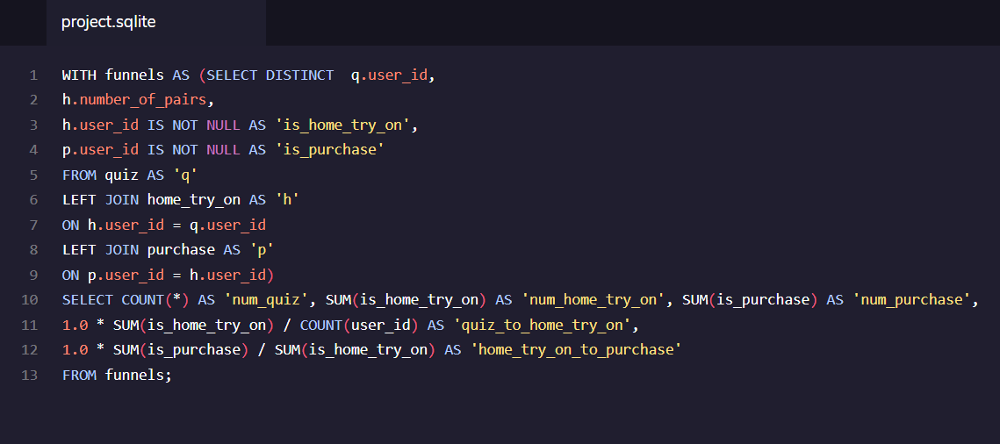 project.sqlite
1 WITH funnels AS (SELECT DISTINCT  q.user_id,
2 h.number_of_pairs,
3 h.user_id IS NOT NULL AS 'is_home_try_on',
4 p.user_id IS NOT NULL AS 'is_purchase'
5 FROM quiz AS 'q'
6 LEFT JOIN home_try_on AS 'h'
7 ON h.user_id = q.user_id
8 LEFT JOIN purchase AS 'p'
9 ON p.user_id = h.user_id)
10 SELECT COUNT(*) AS 'num_quiz', SUM(is_home_try_on) AS 'num_home_try_on', SUM(is_purchase) AS 'num_purchase',
11 1.0 * SUM(is_home_try_on) / COUNT(user_id) AS 'quiz_to_home_try_on',
12 1.0 * SUM(is_purchase) / SUM(is_home_try_on) AS 'home_try_on_to_purchase'
13 FROM funnels;